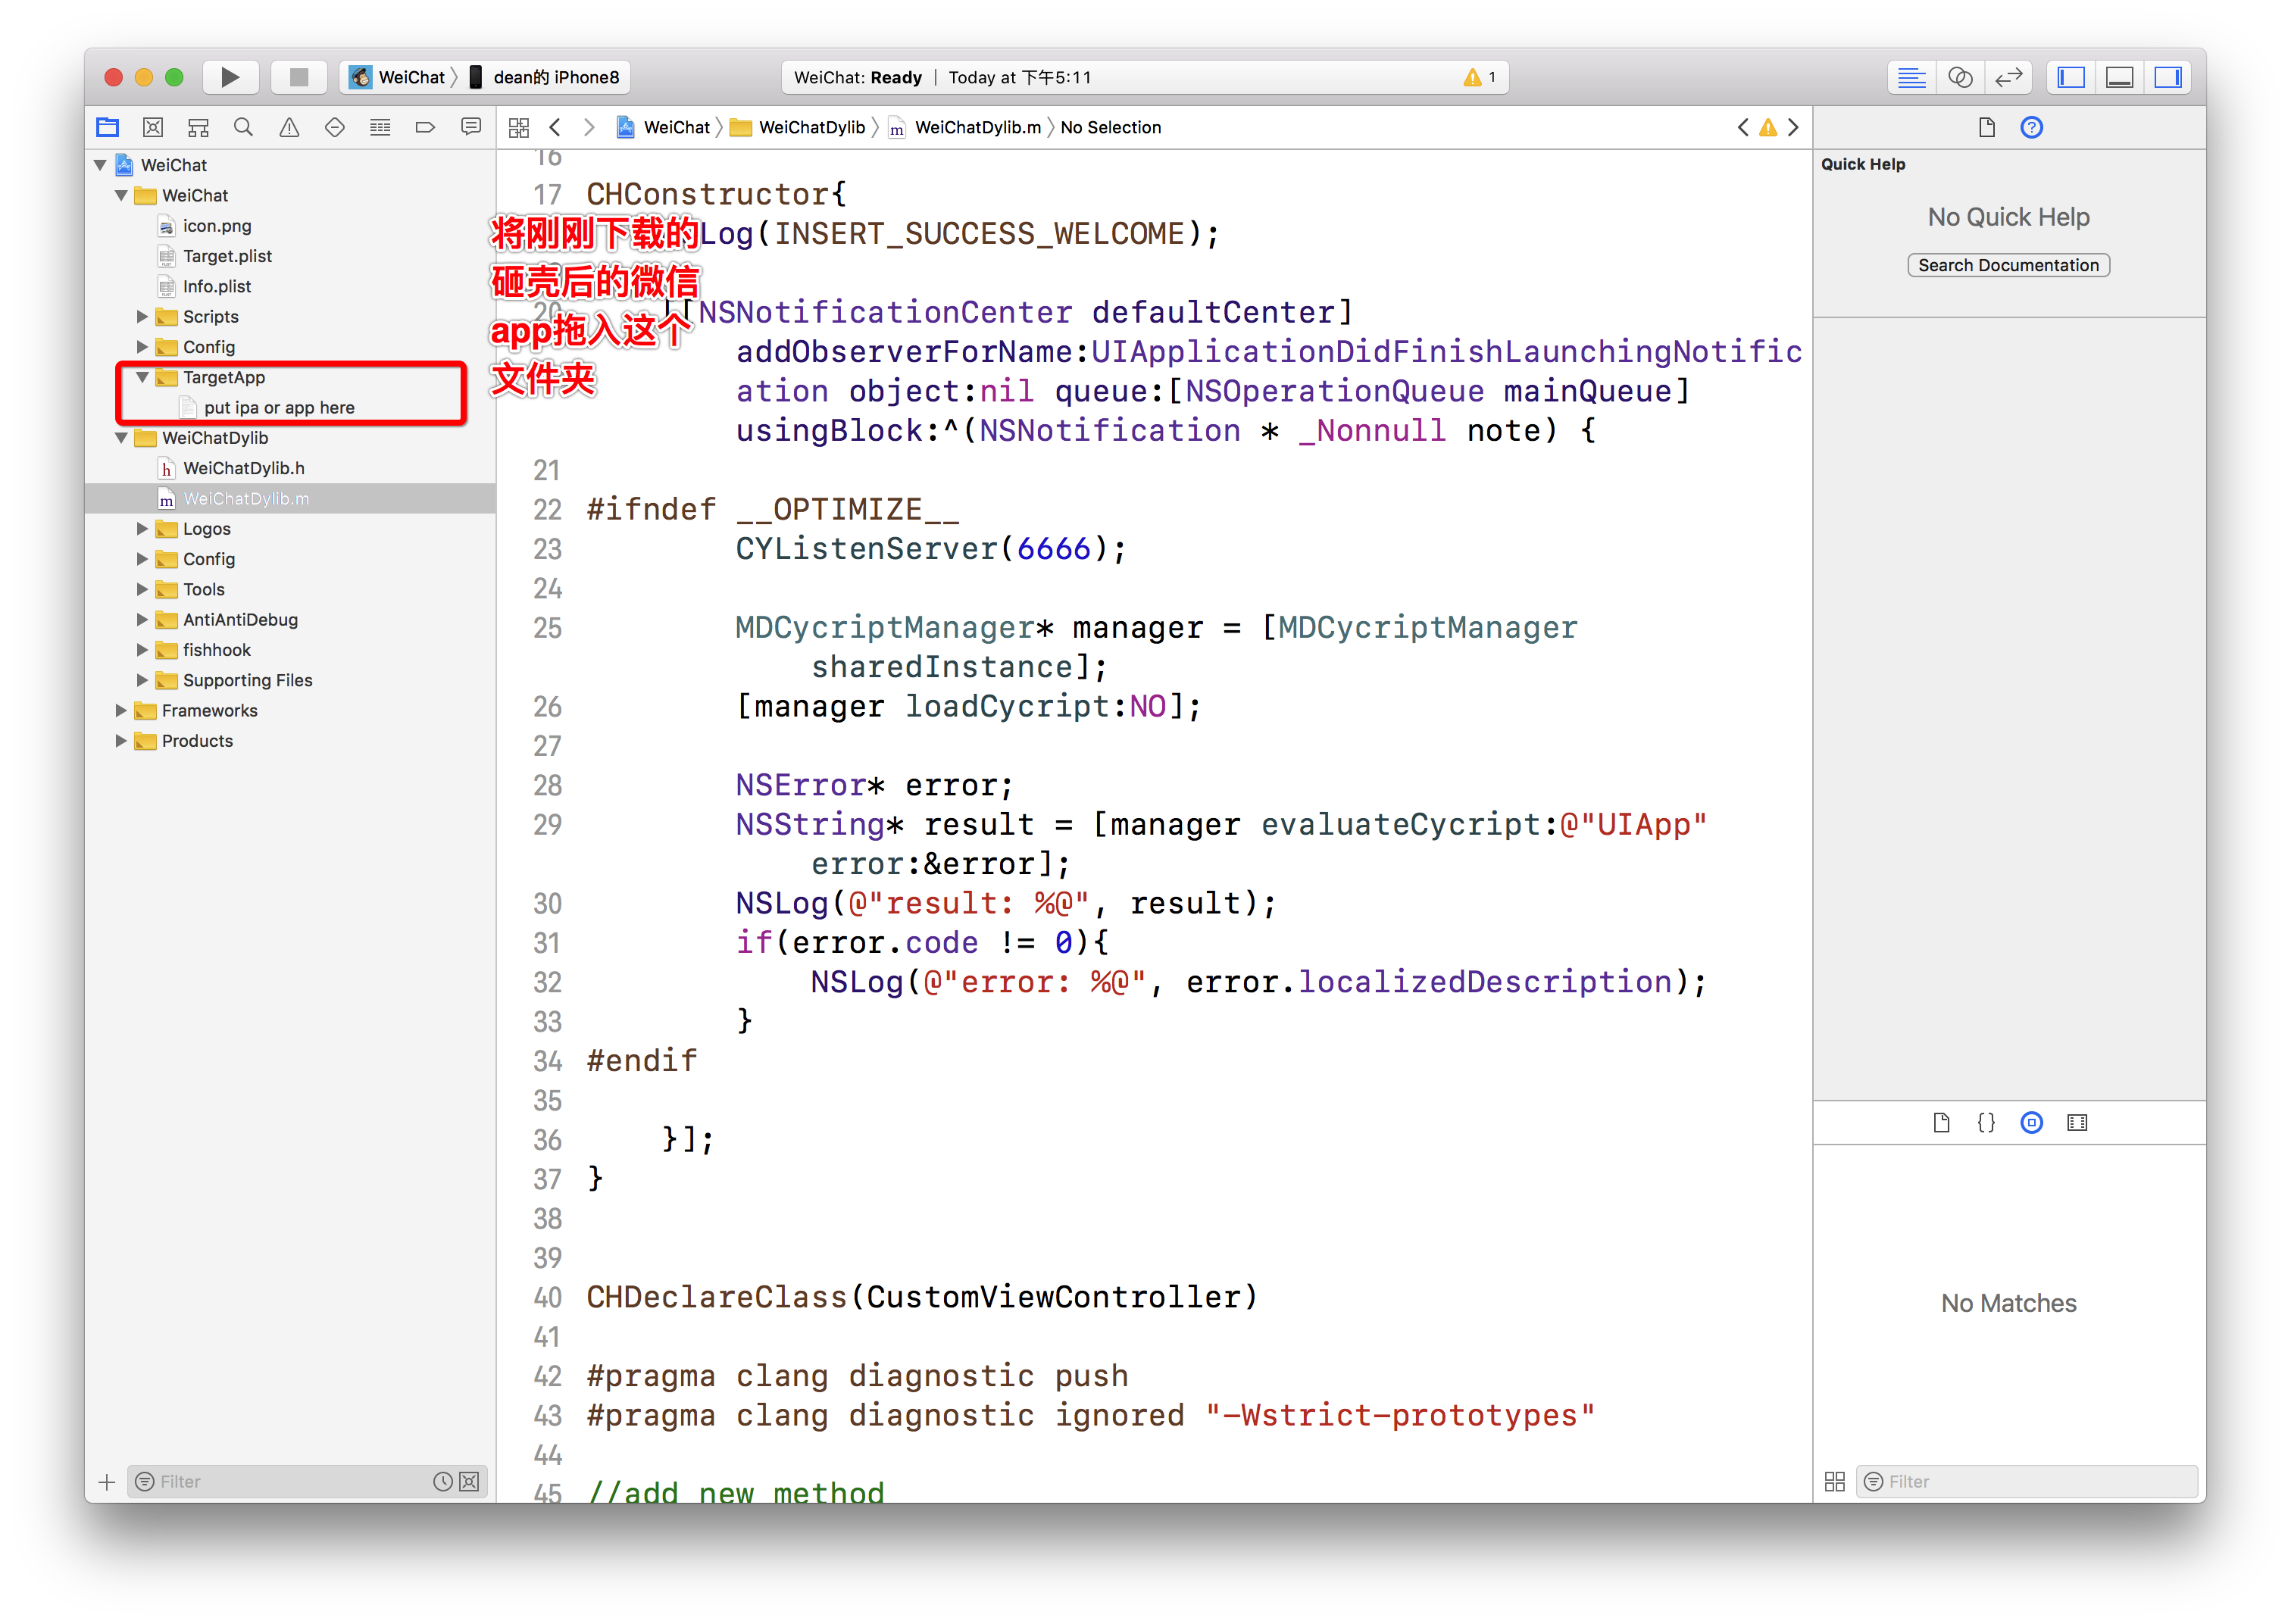 WeiChat
dean的 iPhone8
WeiChat: Ready | Today at 下午5:11
1
WeiChat
WeiChatDylib
WeiChatDylib.m
No Selection
WeiChat
WeiChat
icon.png
Target.plist
Info.plist
Scripts
Config
TargetApp
put ipa or app here
WeiChatDylib
WeiChatDylib.h
WeiChatDylib.m
Logos
Config
Tools
AntiAntiDebug
fishhook
Supporting Files
Frameworks
Products
Filter
将刚刚下载的
砸壳后的微信
app拖入这个
文件夹
16
17 CHConstructor{
Log(INSERT_SUCCESS_WELCOME);
20 [NSNotificationCenter defaultCenter]
addObserverForName:UIApplicationDidFinishLaunchingNotific
ation object:nil queue:[NSOperationQueue mainQueue]
usingBlock:^(NSNotification * _Nonnull note) {
21
22 #ifndef __OPTIMIZE__
23 CYListenServer(6666);
24
25 MDCycriptManager* manager = [MDCycriptManager
sharedInstance];
26 [manager loadCycript:NO];
27
28 NSError* error;
29 NSString* result = [manager evaluateCycript:@"UIApp"
error:&error];
30 NSLog(@"result: %@", result);
31 if(error.code != 0){
32 NSLog(@"error: %@", error.localizedDescription);
33 }
34 #endif
35
36 }];
37 }
38
39
40 CHDeclareClass(CustomViewController)
41
42 #pragma clang diagnostic push
43 #pragma clang diagnostic ignored "-Wstrict-prototypes"
44
45 //add new method
Quick Help
No Quick Help
Search Documentation
No Matches
Filter